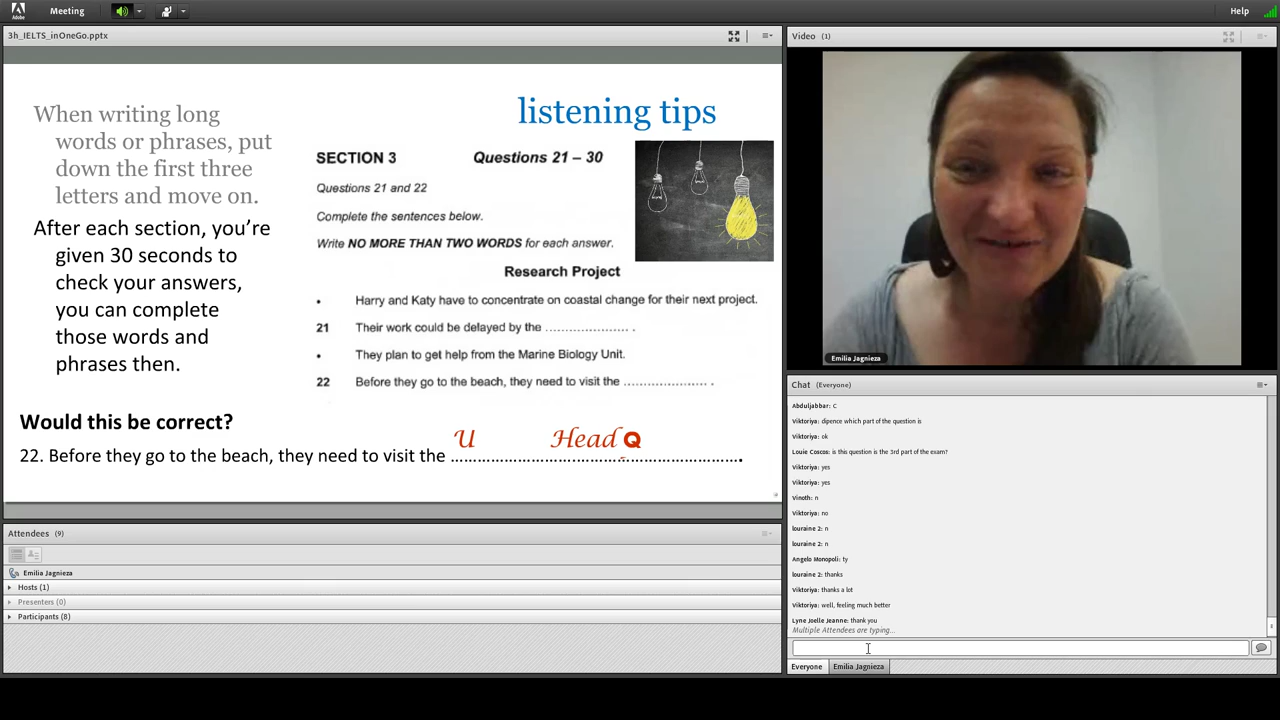 Adobe
Meeting
Help
3h_IELTS_inOneGo.pptx
When writing long
words or phrases, put
down the first three
letters and move on.
After each section, you're
given 30 seconds to
check your answers,
you can complete
those words and
phrases then.
listening tips
SECTION 3 Questions 21 – 30
Questions 21 and 22
Complete the sentences below.
Write NO MORE THAN TWO WORDS for each answer.
Research Project
• Harry and Katy have to concentrate on coastal change for their next project.
21 Their work could be delayed by the ..................... .
• They plan to get help from the Marine Biology Unit.
22 Before they go to the beach, they need to visit the ..................... .
Would this be correct?
U Head Q
22. Before they go to the beach, they need to visit the ............................................................
Attendees (9)
Emilia Jagnieza
Hosts (1)
Presenters (0)
Participants (8)
Video (1)
Emilia Jagnieza
Chat (Everyone)
Abduljabbar: C
Viktoriya: dipence which part of the question is
Viktoriya: ok
Louie Coscos: is this question is the 3rd part of the exam?
Viktoriya: yes
Viktoriya: yes
Vinoth: n
Viktoriya: no
louraine 2: n
louraine 2: n
Angelo Monopoli: ty
louraine 2: thanks
Viktoriya: thanks a lot
Viktoriya: well, feeling much better
Lyne Joelle Jeanne: thank you
Multiple Attendees are typing...
Everyone Emilia Jagnieza